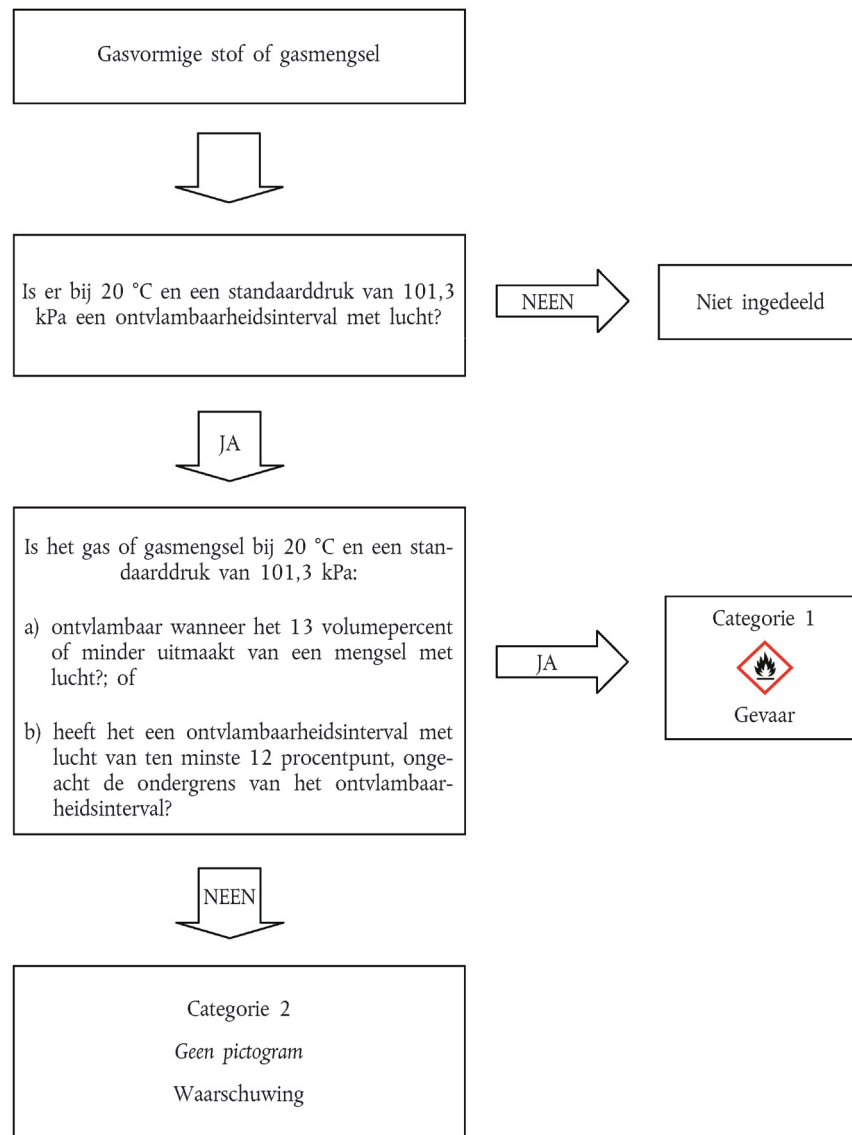 Gasvormige stof of gasmengsel
Is er bij 20 °C en een standaarddruk van 101,3
kPa een ontvlambaarheidsinterval met lucht?
NEEN
Niet ingedeeld
JA
Is het gas of gasmengsel bij 20 °C en een stan-
daarddruk van 101,3 kPa:
a) ontvlambaar wanneer het 13 volumepercent
of minder uitmaakt van een mengsel met
lucht?; of
b) heeft het een ontvlambaarheidsinterval met
lucht van ten minste 12 procentpunt, onge-
acht de ondergrens van het ontvlambaar-
heidsinterval?
JA
Categorie 1
Gevaar
NEEN
Categorie 2
Geen pictogram
Waarschuwing